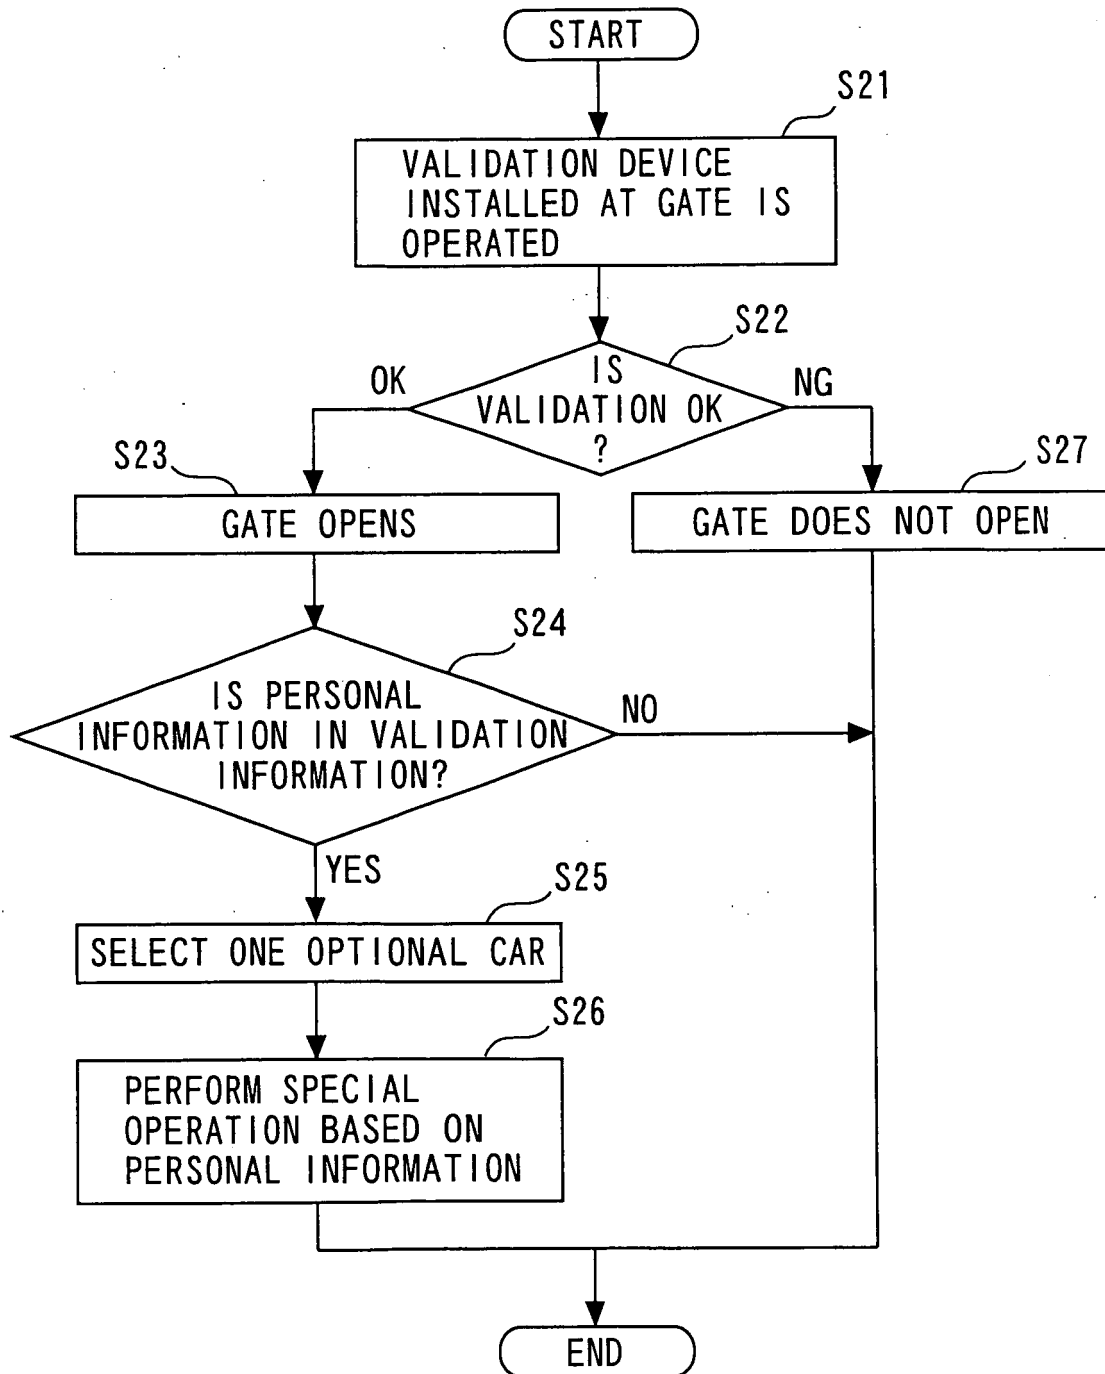 START
S21
VALIDATION DEVICE
INSTALLED AT GATE IS
OPERATED
S22
IS
VALIDATION OK
?
OK
NG
S23
GATE OPENS
S27
GATE DOES NOT OPEN
S24
IS PERSONAL
INFORMATION IN VALIDATION
INFORMATION?
NO
YES
S25
SELECT ONE OPTIONAL CAR
S26
PERFORM SPECIAL
OPERATION BASED ON
PERSONAL INFORMATION
END